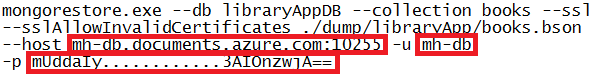 mongorestore.exe --db libraryAppDB --collection books --ssl
--sslAllowInvalidCertificates ./dump/libraryApp/books.bson
--host mh-db.documents.azure.com:10255 -u mh-db
-p mUddaIy............3AIOnzwjA==